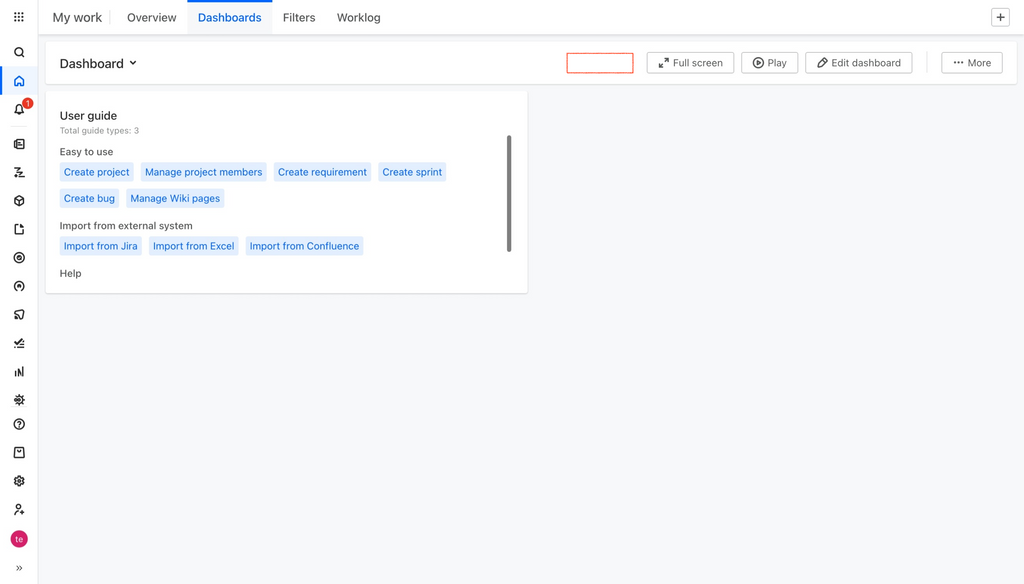 My work Overview Dashboards Filters Worklog
Dashboard Full screen Play Edit dashboard More
1
User guide
Total guide types: 3
Easy to use
Create project Manage project members Create requirement Create sprint
Create bug Manage Wiki pages
Import from external system
Import from Jira Import from Excel Import from Confluence
Help
te